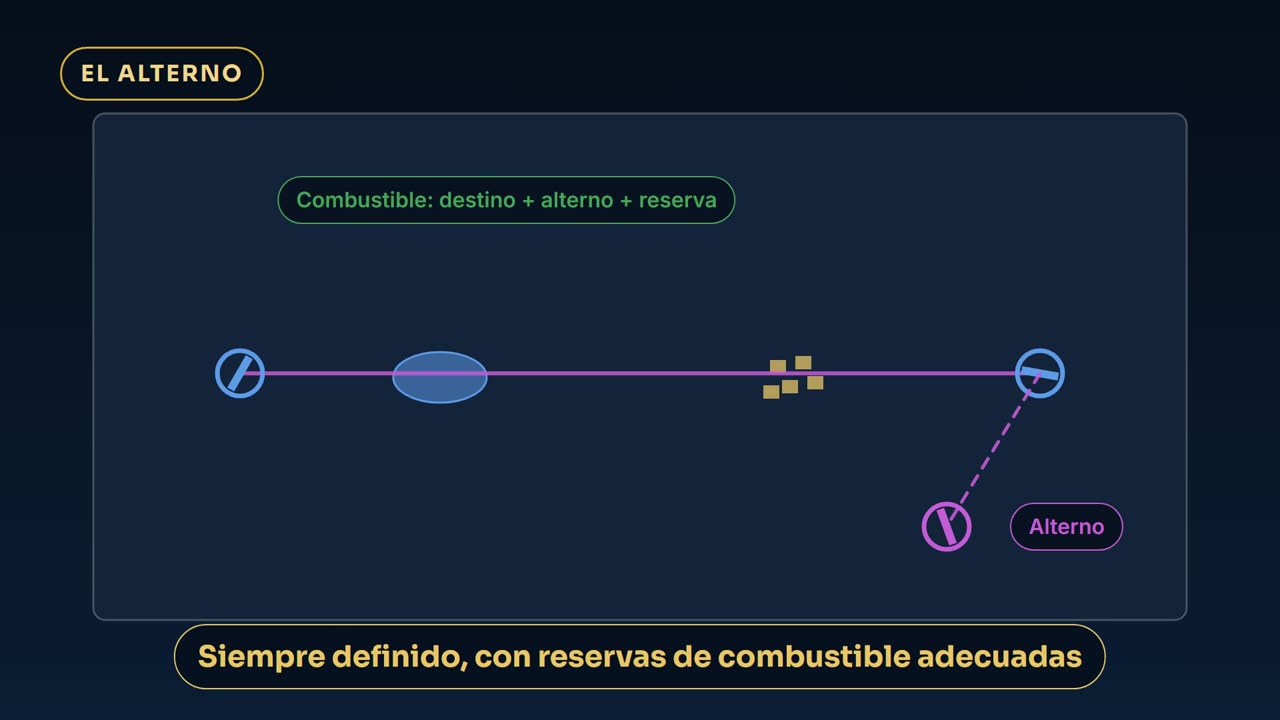 EL ALTERNO
Combustible: destino + alterno + reserva
Alterno
Siempre definido, con reservas de combustible adecuadas